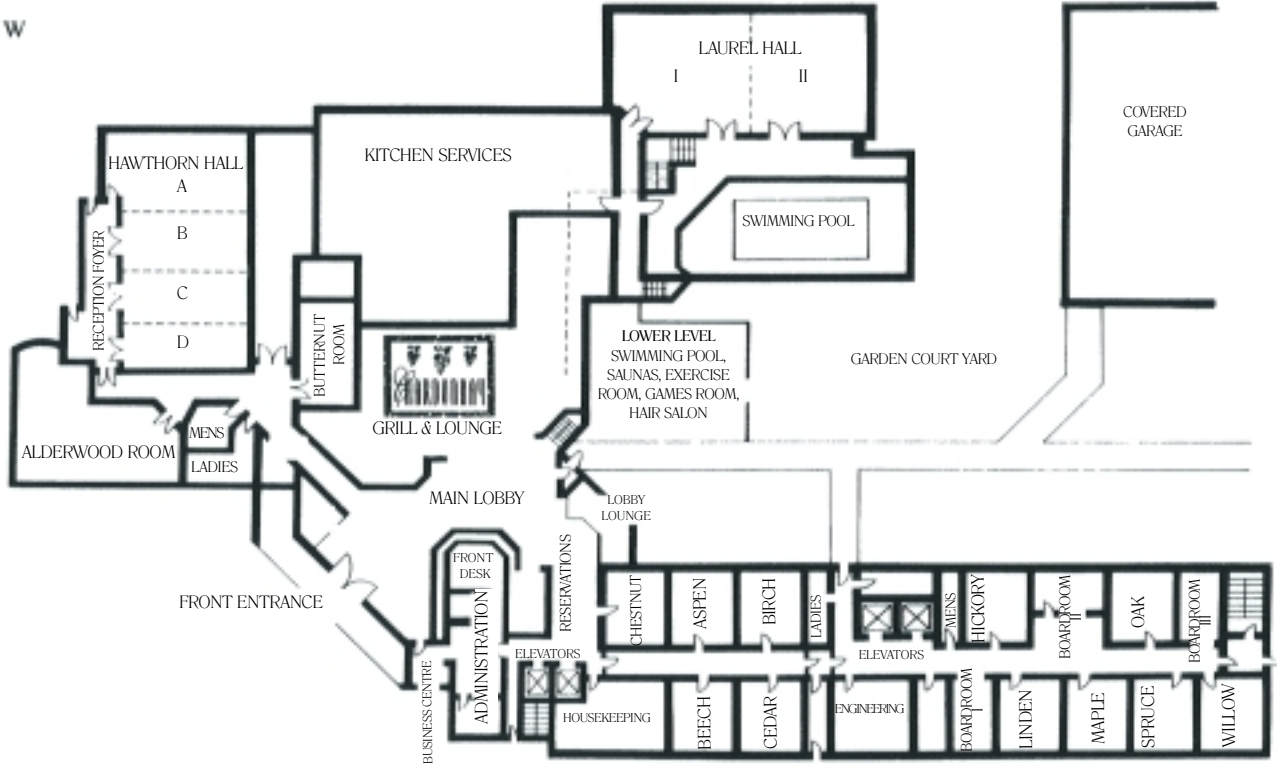 W
LAUREL HALL
I
II
COVERED
GARAGE
HAWTHORN HALL
A
B
C
D
KITCHEN SERVICES
RECEPTION FOYER
SWIMMING POOL
BUTTERNUT
ROOM
CHARDONNAY
GRILL & LOUNGE
LOWER LEVEL
SWIMMING POOL,
SAUNAS, EXERCISE
ROOM, GAMES ROOM,
HAIR SALON
GARDEN COURT YARD
ALDERWOOD ROOM
MENS
LADIES
MAIN LOBBY
LOBBY
LOUNGE
FRONT ENTRANCE
FRONT
DESK
ADMINISTRATION
RESERVATIONS
BUSINESS CENTRE
ELEVATORS
CHESTNUT
ASPEN
BIRCH
LADIES
ELEVATORS
MENS
HICKORY
BOARDROOM
II
OAK
BOARDROOM
III
HOUSEKEEPING
BEECH
CEDAR
ENGINEERING
BOARDROOM
I
LINDEN
MAPLE
SPRUCE
WILLOW